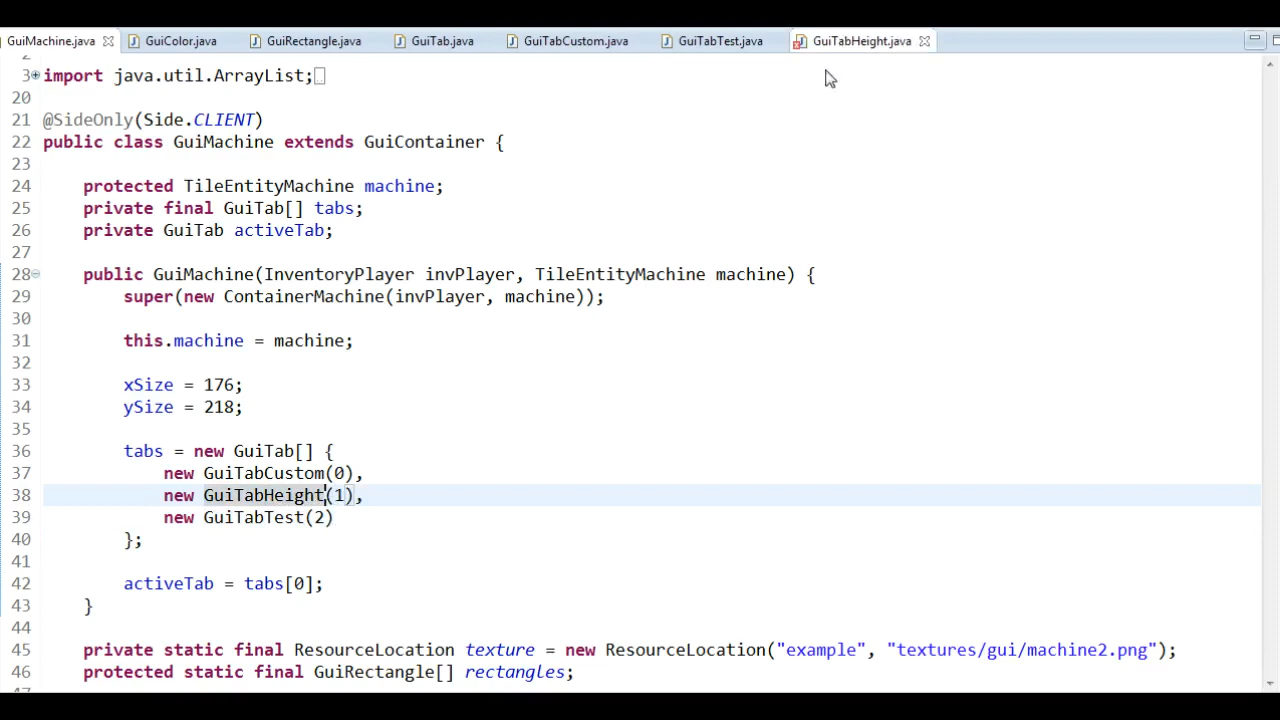 GuiMachine.java GuiColor.java GuiRectangle.java GuiTab.java GuiTabCustom.java GuiTabTest.java GuiTabHeight.java
3 import java.util.ArrayList;
20
21 @SideOnly(Side.CLIENT)
22 public class GuiMachine extends GuiContainer {
23
24 protected TileEntityMachine machine;
25 private final GuiTab[] tabs;
26 private GuiTab activeTab;
27
28 public GuiMachine(InventoryPlayer invPlayer, TileEntityMachine machine) {
29 super(new ContainerMachine(invPlayer, machine));
30
31 this.machine = machine;
32
33 xSize = 176;
34 ySize = 218;
35
36 tabs = new GuiTab[] {
37 new GuiTabCustom(0),
38 new GuiTabHeight(1),
39 new GuiTabTest(2)
40 };
41
42 activeTab = tabs[0];
43 }
44
45 private static final ResourceLocation texture = new ResourceLocation("example", "textures/gui/machine2.png");
46 protected static final GuiRectangle[] rectangles;